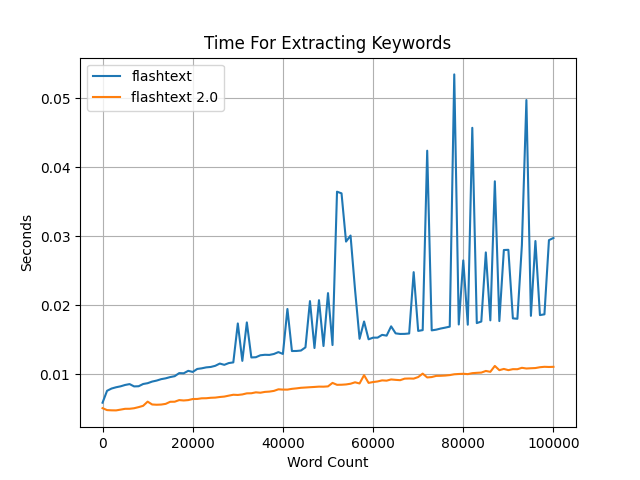 Time For Extracting Keywords
flashtext
flashtext 2.0
0.05
0.04
0.03
0.02
0.01
Seconds
0 20000 40000 60000 80000 100000
Word Count